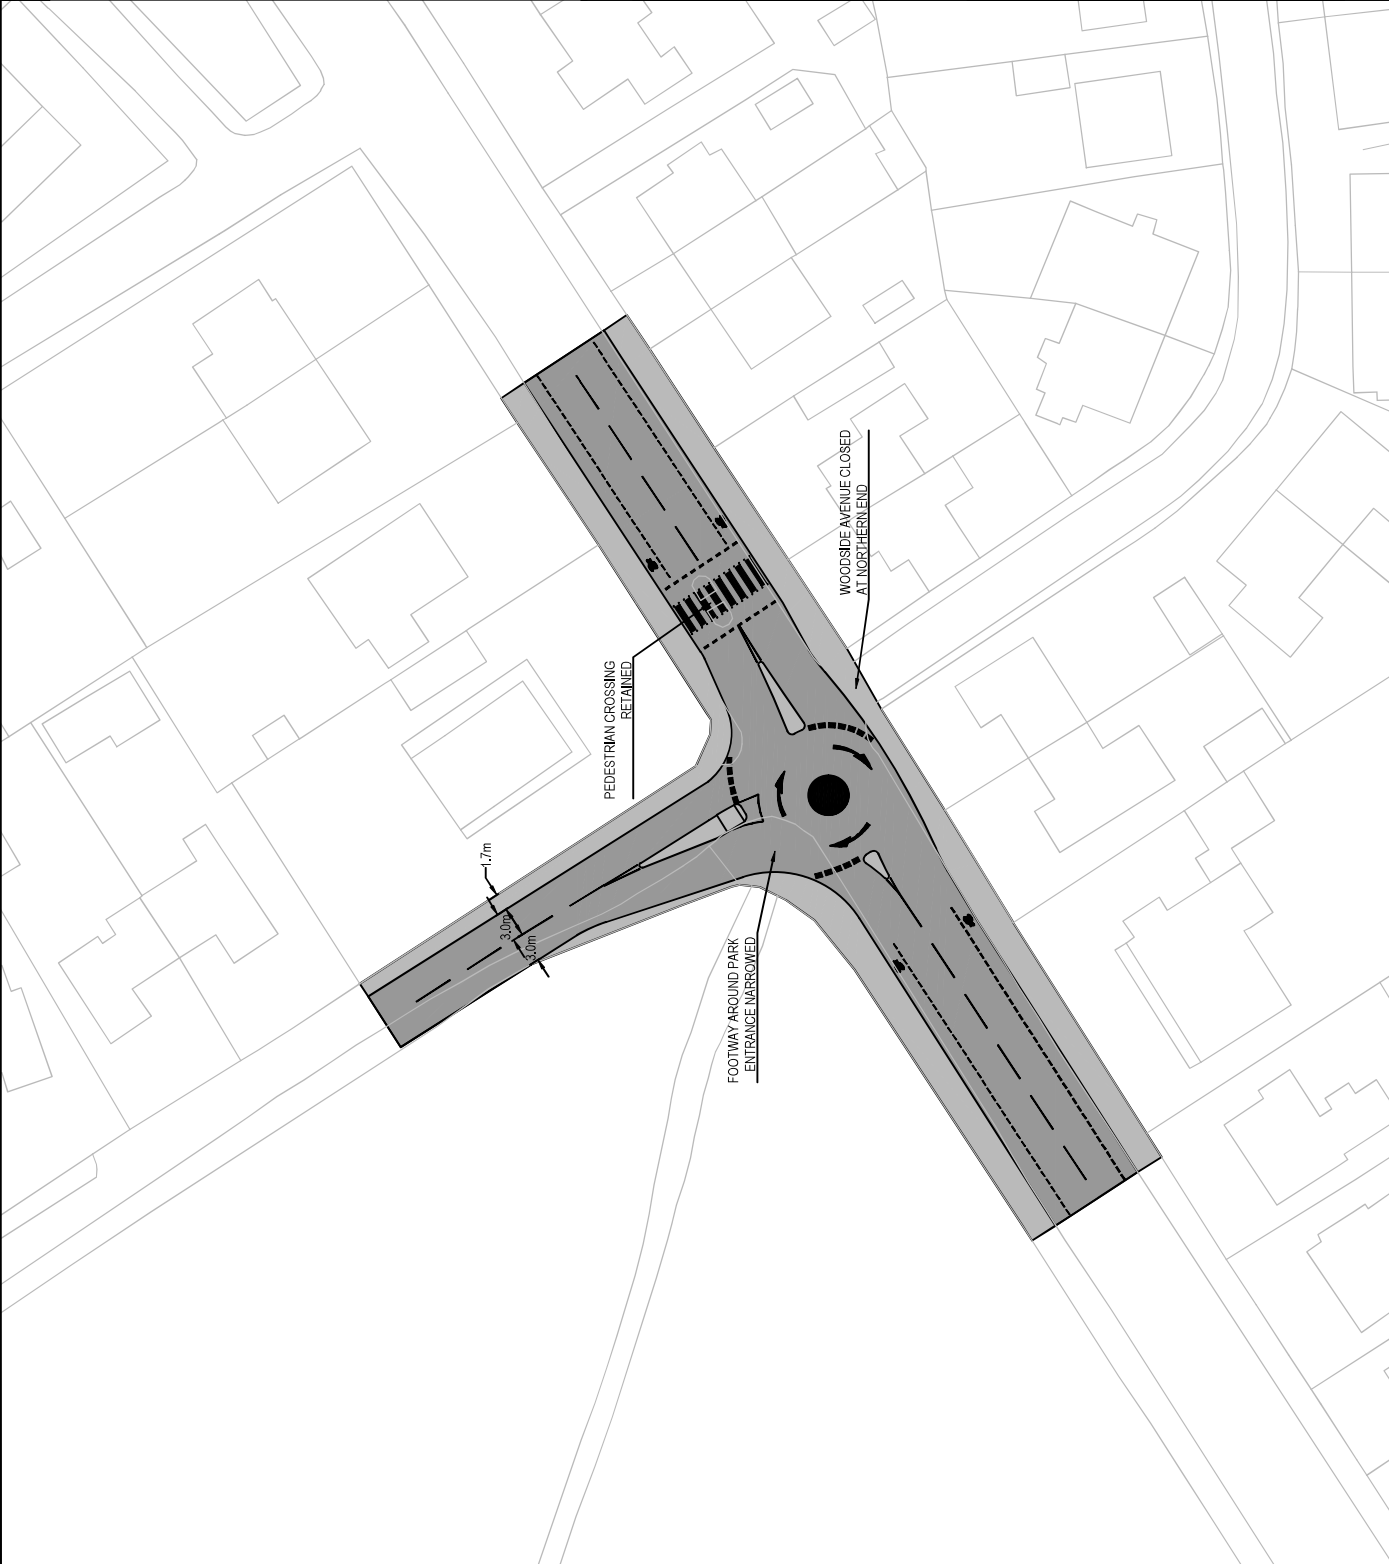 WOODSIDE AVENUE CLOSED
AT NORTHERN END
PEDESTRIAN CROSSING
RETAINED
1.7m
3.0m
3.0m
FOOTWAY AROUND PARK
ENTRANCE NARROWED